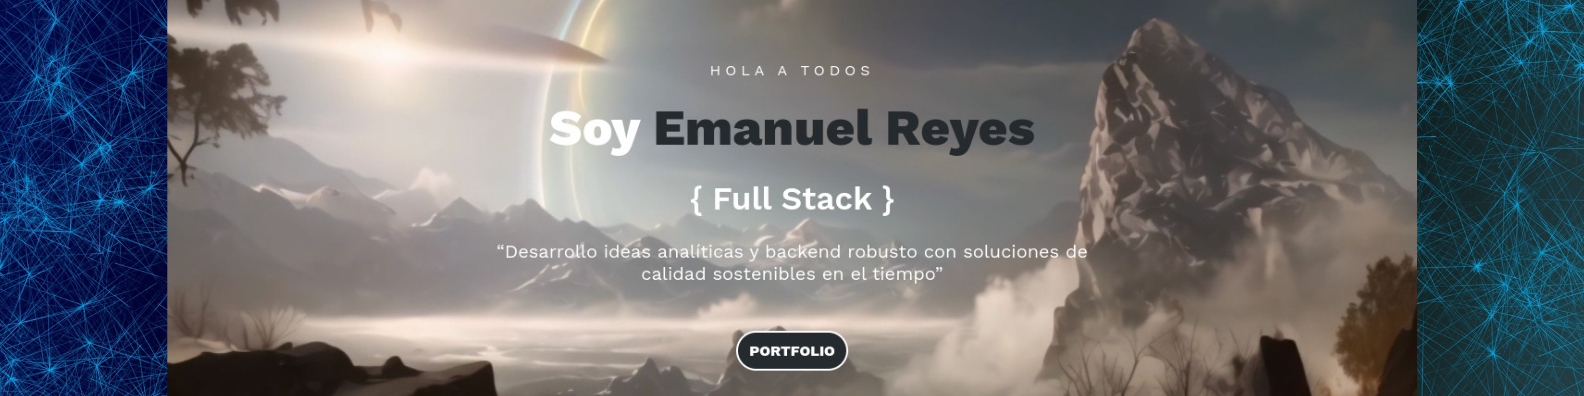 HOLA A TODOS
Soy Emanuel Reyes
{ Full Stack }
“Desarrollo ideas analíticas y backend robusto con soluciones de
calidad sostenibles en el tiempo”
PORTFOLIO